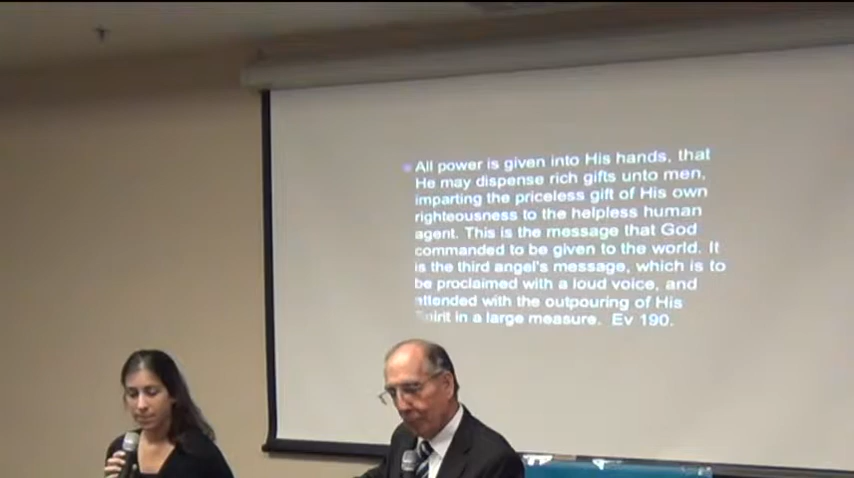 All power is given into His hands, that
He may dispense rich gifts unto men,
imparting the priceless gift of His own
righteousness to the helpless human
agent. This is the message that God
commanded to be given to the world. It
is the third angel's message, which is to
be proclaimed with a loud voice, and
attended with the outpouring of His
Spirit in a large measure. Ev 190.